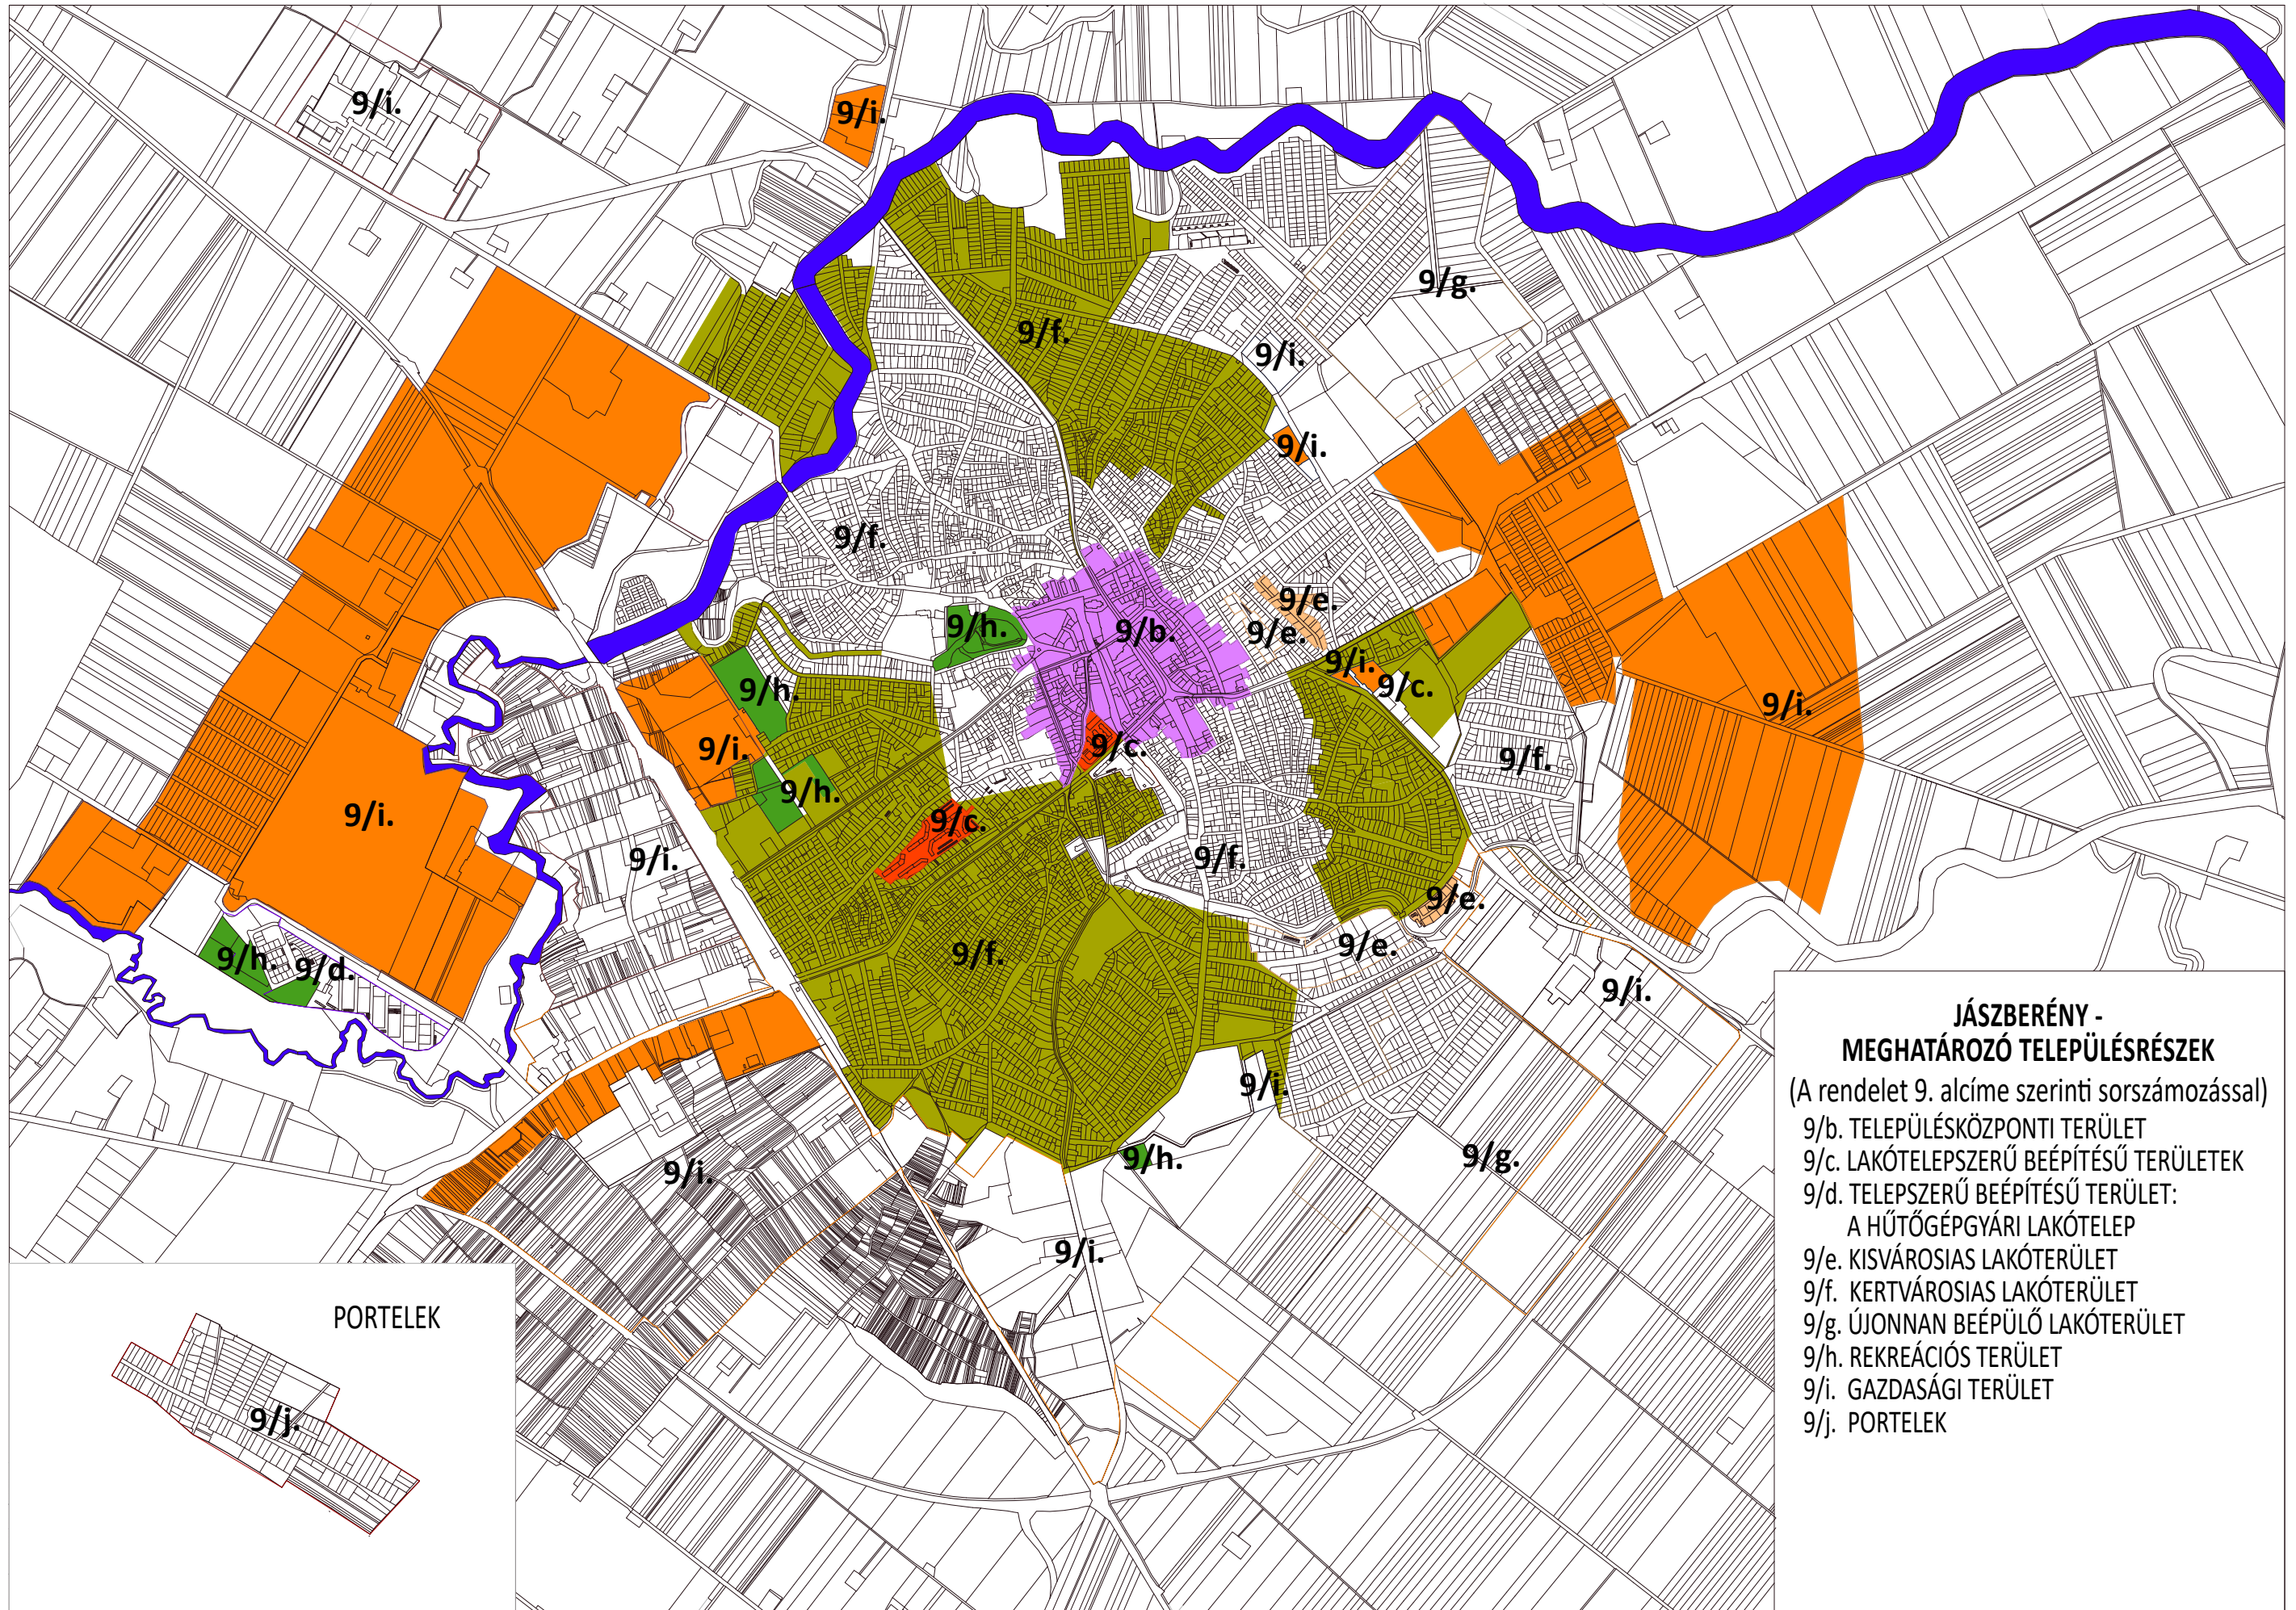 9/i.
9/i.
9/g.
9/f.
9/i.
9/i.
9/f.
9/e.
9/h.
9/b.
9/e.
9/i.
9/h.
9/c.
9/i.
9/i.
9/c.
9/f.
9/h.
9/i.
9/c.
9/i.
9/f.
9/e.
9/f.
9/e.
9/h.
9/d.
9/i.
9/i.
9/h.
9/g.
9/i.
9/i.
PORTELEK
9/j.
JÁSZBERÉNY -
MEGHATÁROZÓ TELEPÜLÉSRÉSZEK
(A rendelet 9. alcíme szerinti sorszámozással)
9/b. TELEPÜLÉSKÖZPONTI TERÜLET
9/c. LAKÓTELEPSZERŰ BEÉPÍTÉSŰ TERÜLETEK
9/d. TELEPSZERŰ BEÉPÍTÉSŰ TERÜLET:
A HŰTŐGÉPGYÁRI LAKÓTELEP
9/e. KISVÁROSIAS LAKÓTERÜLET
9/f. KERTVÁROSIAS LAKÓTERÜLET
9/g. ÚJONNAN BEÉPÜLŐ LAKÓTERÜLET
9/h. REKREÁCIÓS TERÜLET
9/i. GAZDASÁGI TERÜLET
9/j. PORTELEK